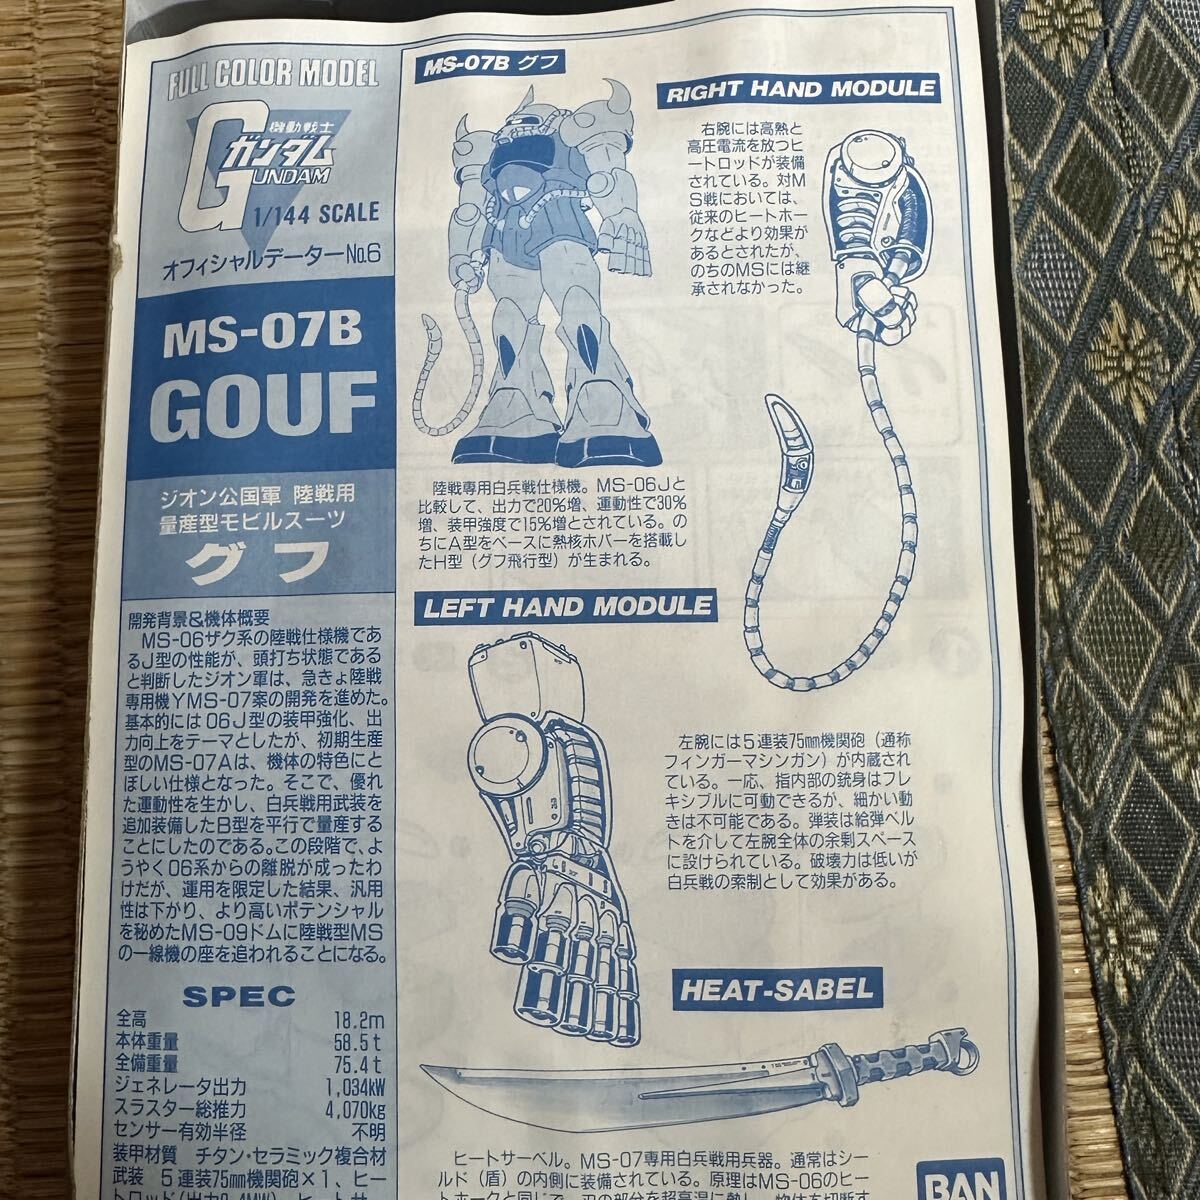 FULL COLOR MODEL
機動戦士
ガンダム
GUNDAM
1/144 SCALE
オフィシャルデーターNo.6
MS-07B
GOUF
ジオン公国軍 陸戦用
量産型モビルスーツ
グフ
開発背景&機体概要
MS-06ザク系の陸戦仕様機であ
るJ型の性能が、頭打ち状態である
と判断したジオン軍は、急きょ陸戦
専用機YMS-07案の開発を進めた。
基本的には06J型の装甲強化、出
力向上をテーマとしたが、初期生産
型のMS-07Aは、機体の特色にと
ぼしい仕様となった。そこで、優れ
た運動性を生かし、白兵戦用武装を
追加装備したB型を平行で量産する
ことにしたのである。この段階で、よ
うやく06系からの離脱が成ったわ
けだが、運用を限定した結果、汎用
性は下がり、より高いポテンシャル
を秘めたMS-09ドムに陸戦型MS
の一線機の座を追われることになる。
SPEC
全高 18.2m
本体重量 58.5t
全備重量 75.4t
ジェネレータ出力 1,034kW
スラスター総推力 4,070kg
センサー有効半径 不明
装甲材質 チタン・セラミック複合材
武装 5連装75mm機関砲×1、ヒー
トロッド(出力0.4MW)、ヒートサ
MS-07B グフ
陸戦専用白兵戦仕様機。MS-06Jと
比較して、出力で20%増、運動性で30%
増、装甲強度で15%増とされている。の
ちにA型をベースに熱核ホバーを搭載し
たH型(グフ飛行型)が生まれる。
RIGHT HAND MODULE
右腕には高熱と
高圧電流を放つヒ
ートロッドが装備
されている。対M
S戦においては、
従来のヒートホー
クなどより効果が
あるとされたが、
のちのMSには継
承されなかった。
LEFT HAND MODULE
左腕には5連装75mm機関砲(通称
フィンガーマシンガン)が内蔵され
ている。一応、指内部の銃身はフレ
キシブルに可動できるが、細かい動
きは不可能である。弾装は給弾ベル
トを介して左腕全体の余剰スペース
に設けられている。破壊力は低いが
白兵戦の索制として効果がある。
HEAT-SABEL
ヒートサーベル。MS-07専用白兵戦用兵器。通常はシー
ルド(盾)の内側に装備されている。原理はMS-06のヒー
トホークと同じで、刃の部分を超高温に熱し、物体を切断す
BAN